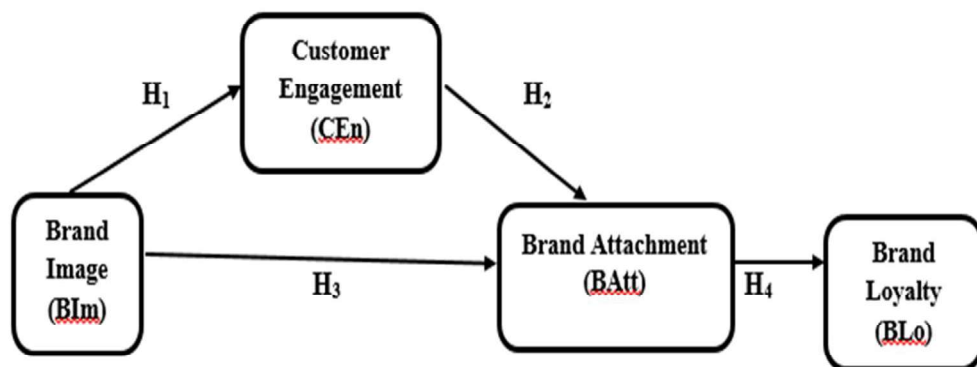 Customer
Engagement
(CEn)
H₁
H₂
Brand
Image
(BIm)
H₃
Brand Attachment
(BAtt)
H₄
Brand
Loyalty
(BLo)